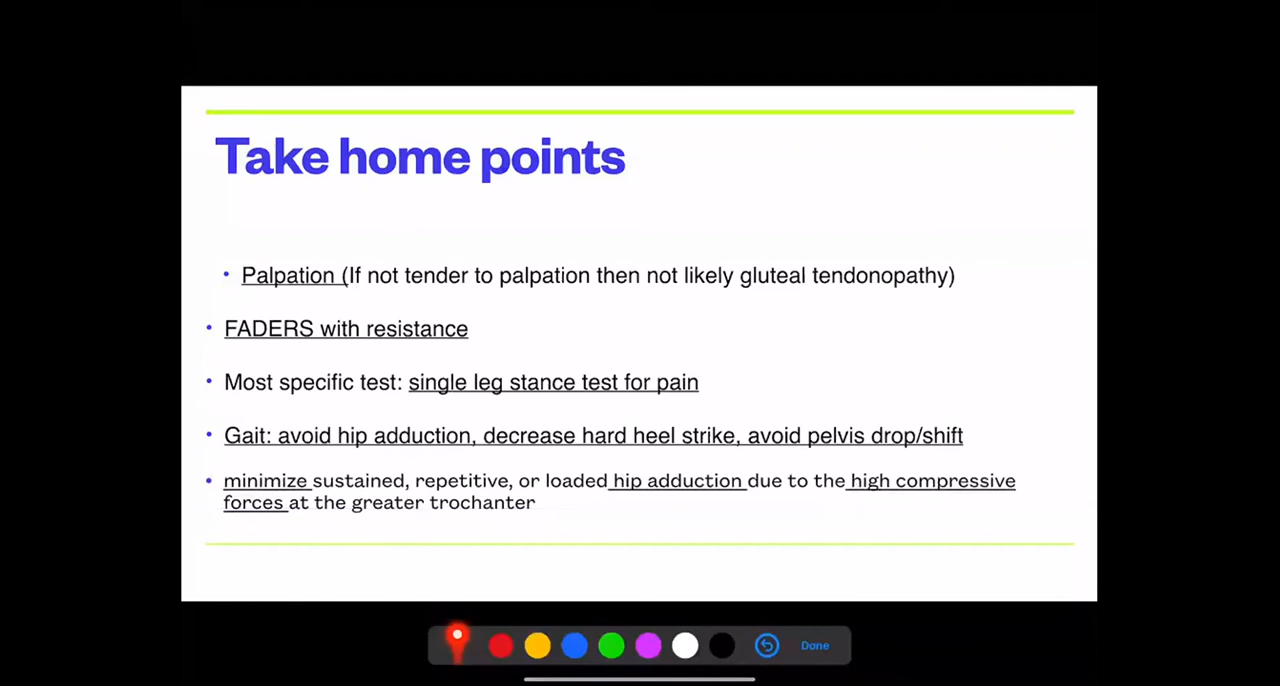 Take home points
• Palpation (If not tender to palpation then not likely gluteal tendonopathy)
• FADERS with resistance
• Most specific test: single leg stance test for pain
• Gait: avoid hip adduction, decrease hard heel strike, avoid pelvis drop/shift
• minimize sustained, repetitive, or loaded hip adduction due to the high compressive
forces at the greater trochanter
Done